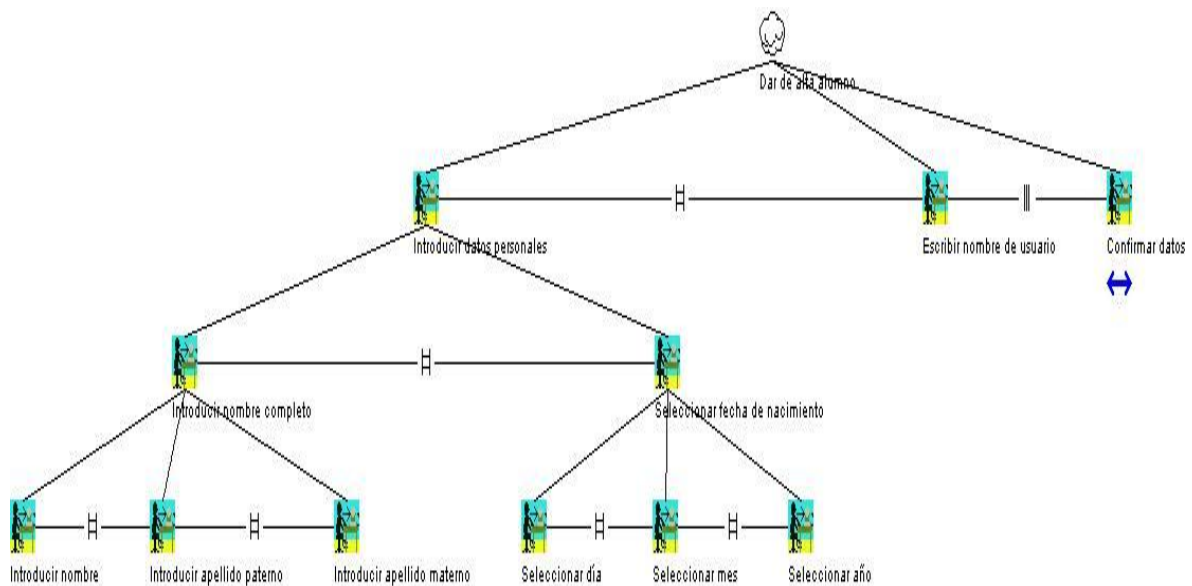 Dar de alta alumno
Introducir datos personales
Escribir nombre de usuario
Confirmar datos
Introducir nombre completo
Seleccionar fecha de nacimiento
Introducir nombre
Introducir apellido paterno
Introducir apellido materno
Seleccionar día
Seleccionar mes
Seleccionar año